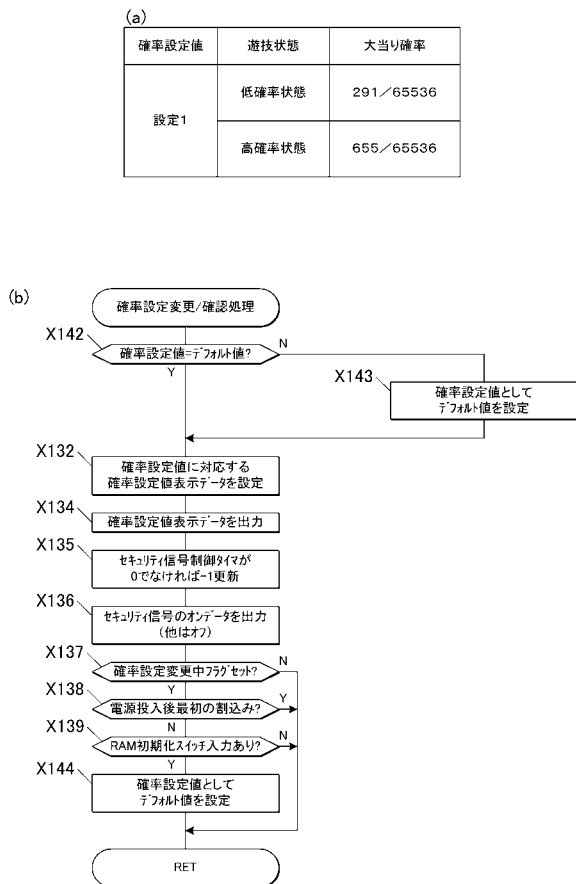 (a)
確率設定値 遊技状態 大当り確率
設定1 低確率状態 291／65536
高確率状態 655／65536
(b)
確率設定変更/確認処理
X142
確率設定値=デフォルト値?
N
Y
X143
確率設定値として
デフォルト値を設定
X132
確率設定値に対応する
確率設定値表示データを設定
X134
確率設定値表示データを出力
X135
セキュリティ信号制御タイマが
0でなければ-1更新
X136
セキュリティ信号のオンデータを出力
(他はオフ)
X137
確率設定変更中フラグセット?
N
Y
X138
電源投入後最初の割込み?
Y
N
X139
RAM初期化スイッチ入力あり?
N
Y
X144
確率設定値として
デフォルト値を設定
RET